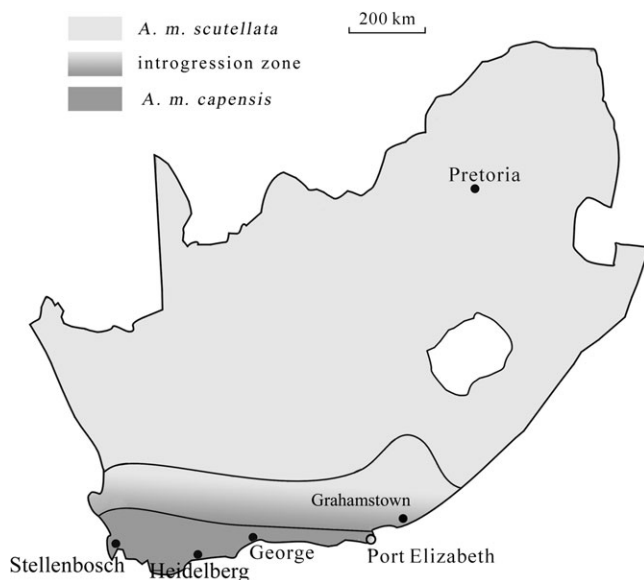 A. m. scutellata
200 km
introgression zone
A. m. capensis
Pretoria
Grahamstown
Stellenbosch
Heidelberg
George
Port Elizabeth